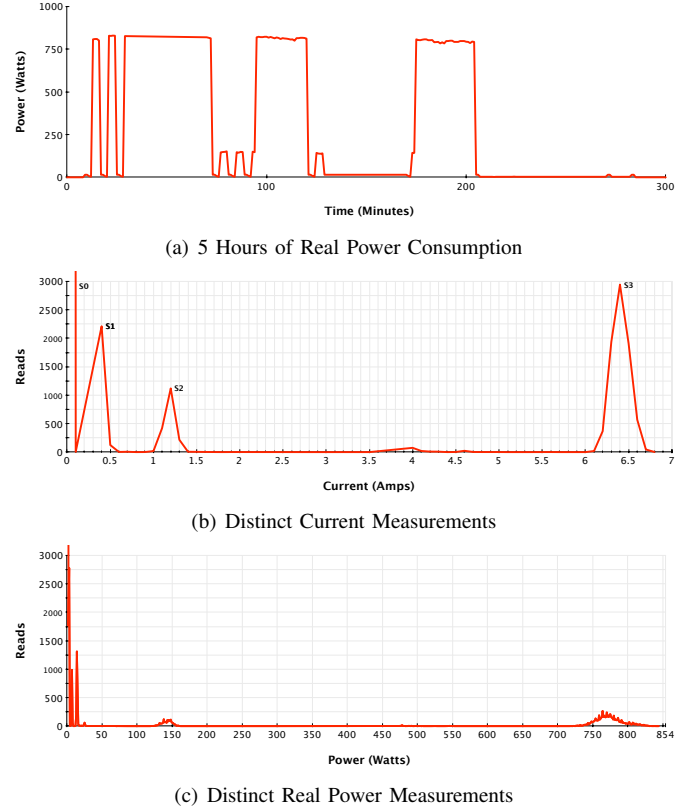 1000
750
500
250
0
Power (Watts)
0 100 200 300
Time (Minutes)
(a) 5 Hours of Real Power Consumption
3000
2500
2000
1500
1000
500
0
Reads
S0
S1
S2
S3
0 0.5 1 1.5 2 2.5 3 3.5 4 4.5 5 5.5 6 6.5 7
Current (Amps)
(b) Distinct Current Measurements
3000
2500
2000
1500
1000
500
0
Reads
0 50 100 150 200 250 300 350 400 450 500 550 600 650 700 750 800 854
Power (Watts)
(c) Distinct Real Power Measurements